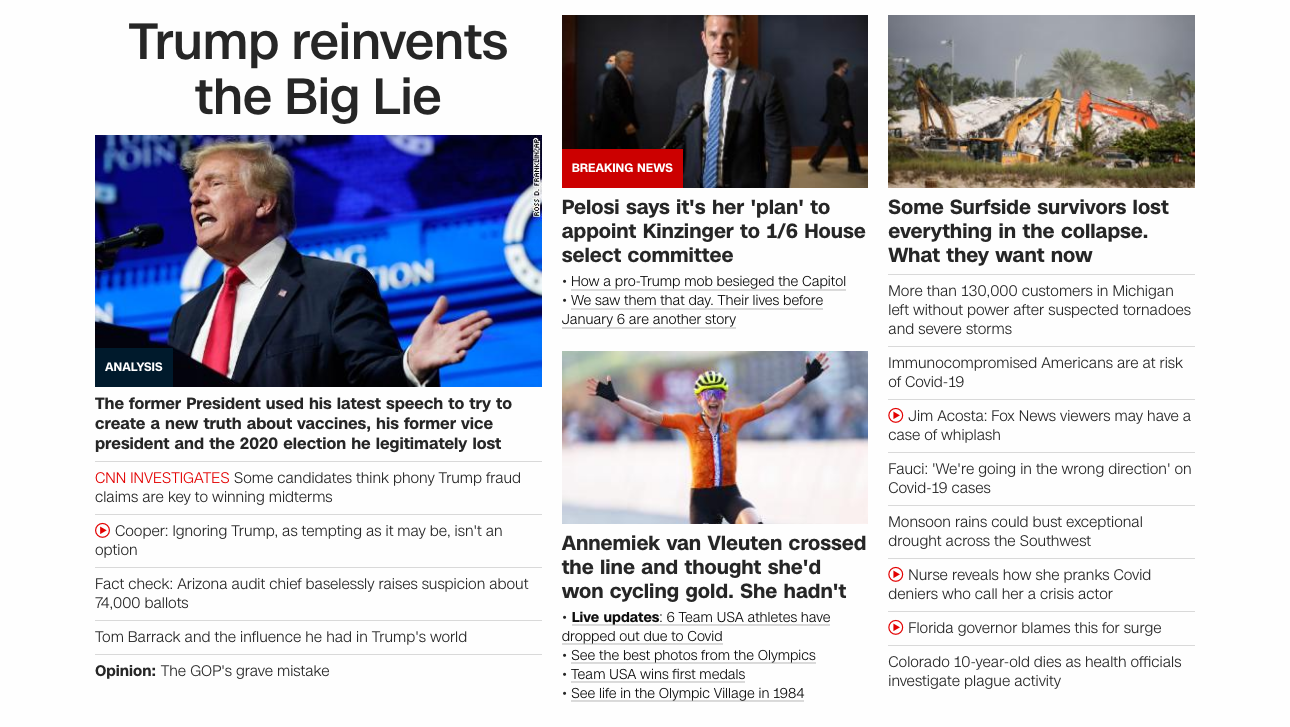 Trump reinvents
the Big Lie
POINT
NING
TION
ROSS D. FRANKLIN/AP
ANALYSIS
The former President used his latest speech to try to
create a new truth about vaccines, his former vice
president and the 2020 election he legitimately lost
CNN INVESTIGATES Some candidates think phony Trump fraud
claims are key to winning midterms
Cooper: Ignoring Trump, as tempting as it may be, isn't an
option
Fact check: Arizona audit chief baselessly raises suspicion about
74,000 ballots
Tom Barrack and the influence he had in Trump's world
Opinion: The GOP's grave mistake
BREAKING NEWS
Pelosi says it's her 'plan' to
appoint Kinzinger to 1/6 House
select committee
• How a pro-Trump mob besieged the Capitol
• We saw them that day. Their lives before
January 6 are another story
Annemiek van Vleuten crossed
the line and thought she'd
won cycling gold. She hadn't
• Live updates: 6 Team USA athletes have
dropped out due to Covid
• See the best photos from the Olympics
• Team USA wins first medals
• See life in the Olympic Village in 1984
Some Surfside survivors lost
everything in the collapse.
What they want now
More than 130,000 customers in Michigan
left without power after suspected tornadoes
and severe storms
Immunocompromised Americans are at risk
of Covid-19
Jim Acosta: Fox News viewers may have a
case of whiplash
Fauci: 'We're going in the wrong direction' on
Covid-19 cases
Monsoon rains could bust exceptional
drought across the Southwest
Nurse reveals how she pranks Covid
deniers who call her a crisis actor
Florida governor blames this for surge
Colorado 10-year-old dies as health officials
investigate plague activity